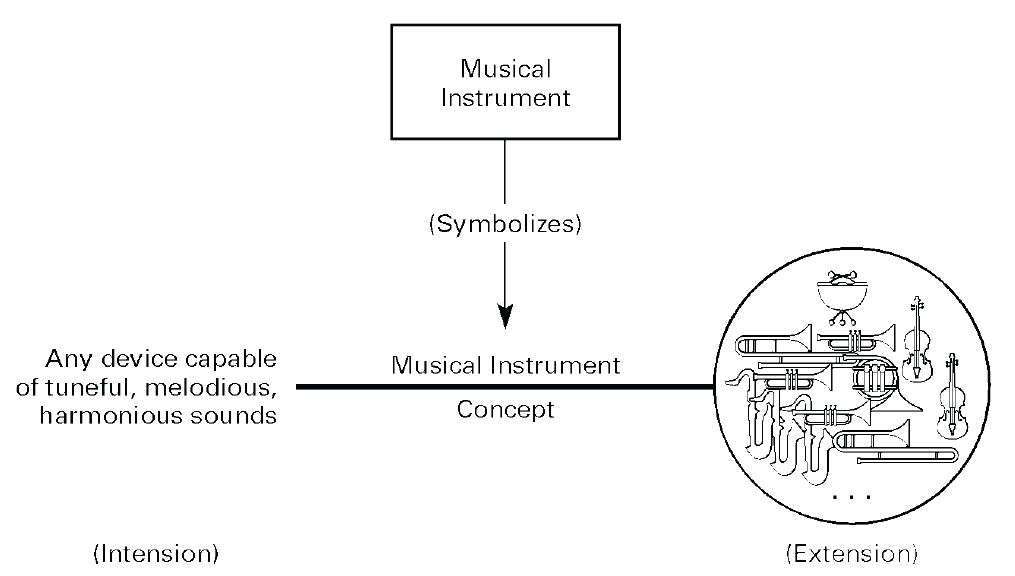 Musical
Instrument
(Symbolizes)
Any device capable
of tuneful, melodious,
harmonious sounds
Musical Instrument
Concept
. . .
(Intension)
(Extension)